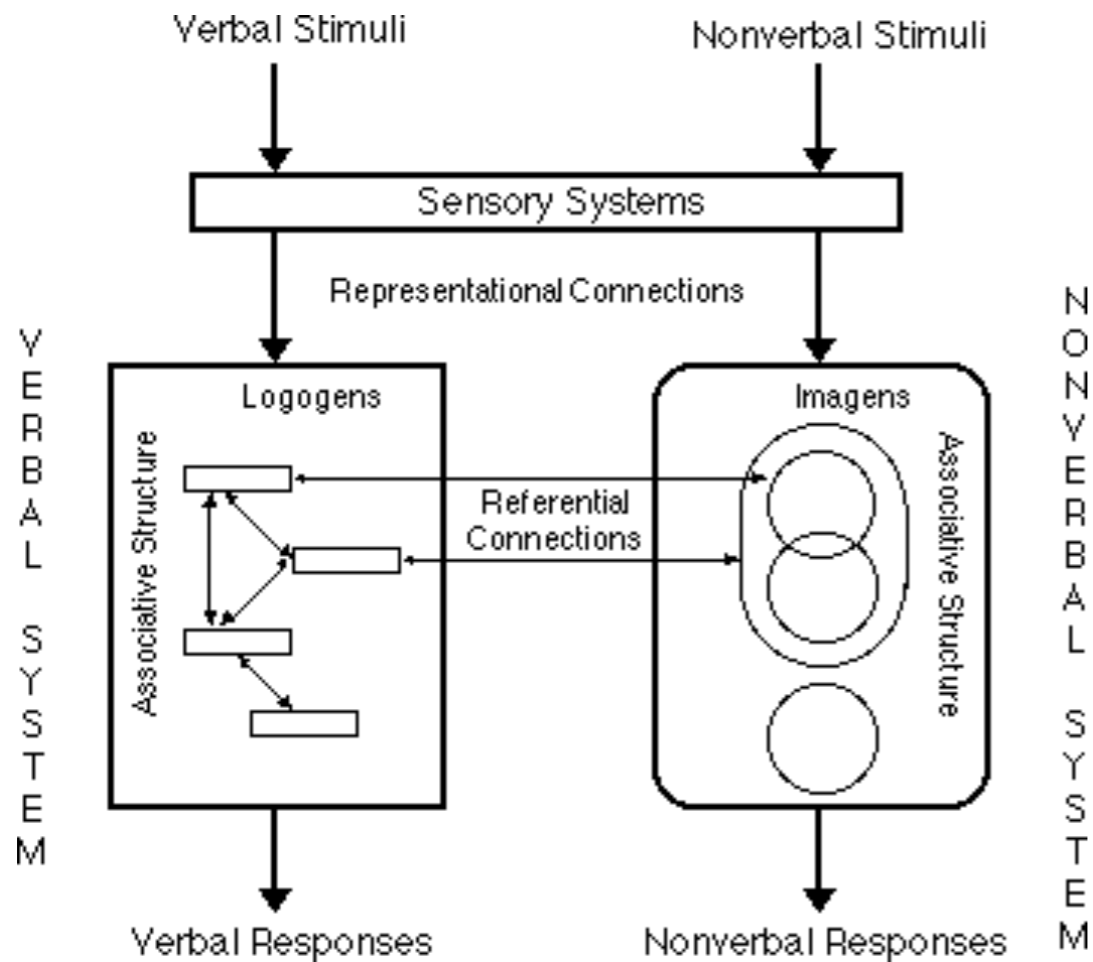 Verbal Stimuli
Nonverbal Stimuli
Sensory Systems
Representational Connections
VERBAL SYSTEM
NONVERBAL SYSTEM
Logogens
Imagens
Associative Structure
Associative Structure
Referential
Connections
Verbal Responses
Nonverbal Responses